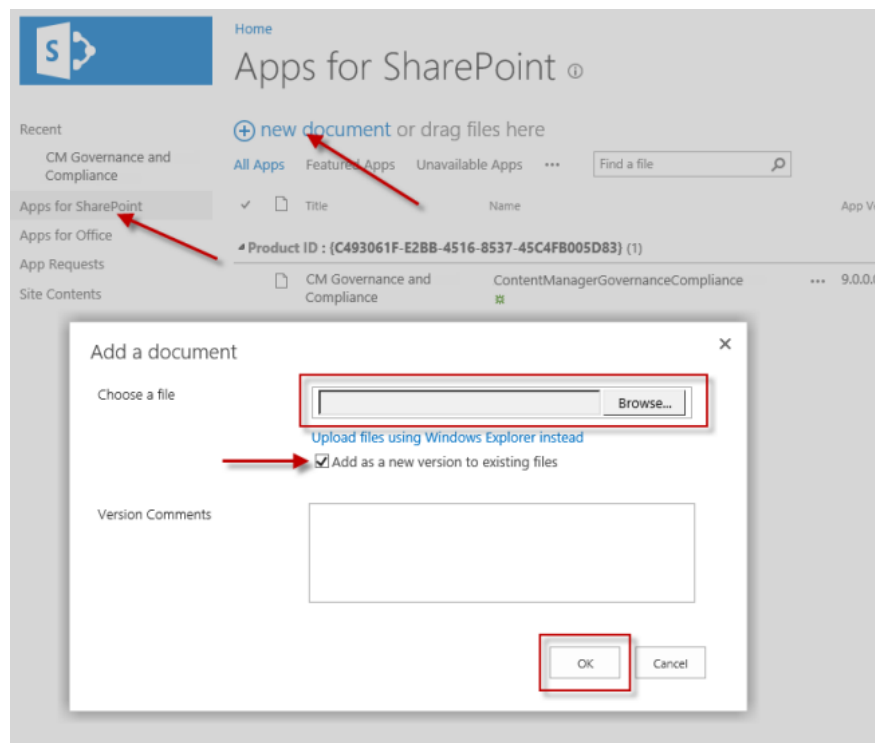 S
Home
Apps for SharePoint
Recent
CM Governance and
Compliance
Apps for SharePoint
Apps for Office
App Requests
Site Contents
new document or drag files here
All Apps Featured Apps Unavailable Apps ... Find a file
Title Name App Ve
Product ID : {C493061F-E2BB-4516-8537-45C4FB005D83} (1)
CM Governance and ContentManagerGovernanceCompliance ... 9.0.0.
Compliance
Add a document
Choose a file Browse...
Upload files using Windows Explorer instead
Add as a new version to existing files
Version Comments
OK Cancel